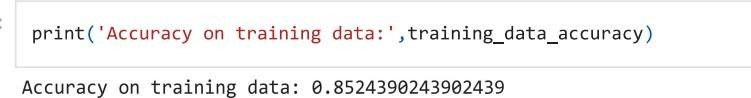 print('Accuracy on training data:',training_data_accuracy)
Accuracy on training data: 0.8524390243902439